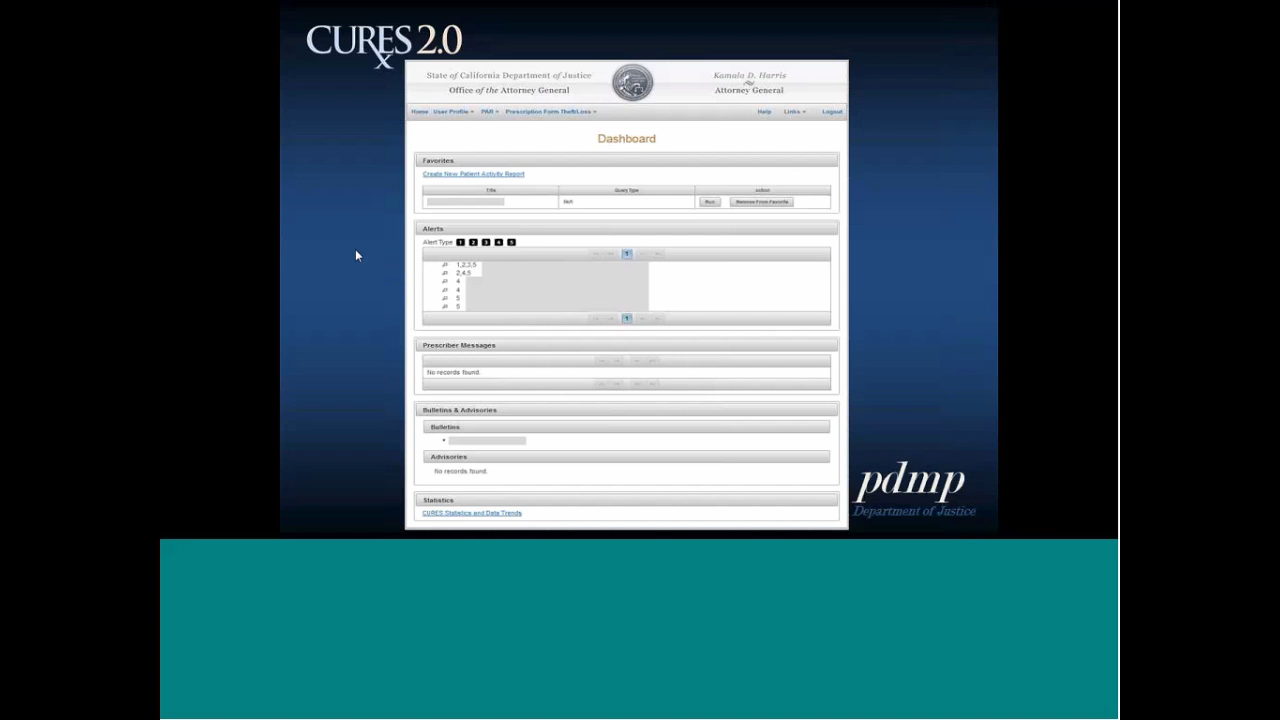 CURES 2.0
x
State of California Department of Justice
Office of the Attorney General
Kamala D. Harris
Attorney General
Home User Profile PAR Prescription Form Theft/Loss Help Links Logout
Dashboard
Favorites
Create New Patient Activity Report
Title Query Type Action
Run Remove From Favorite
Alerts
Alert Type 1 2 3 4 5
1
1,2,3,5
2,4,5
4
4
5
5
1
Prescriber Messages
No records found.
Bulletins & Advisories
Bulletins
Advisories
No records found.
Statistics
CURES Statistics and Data Trends
pdmp
Department of Justice